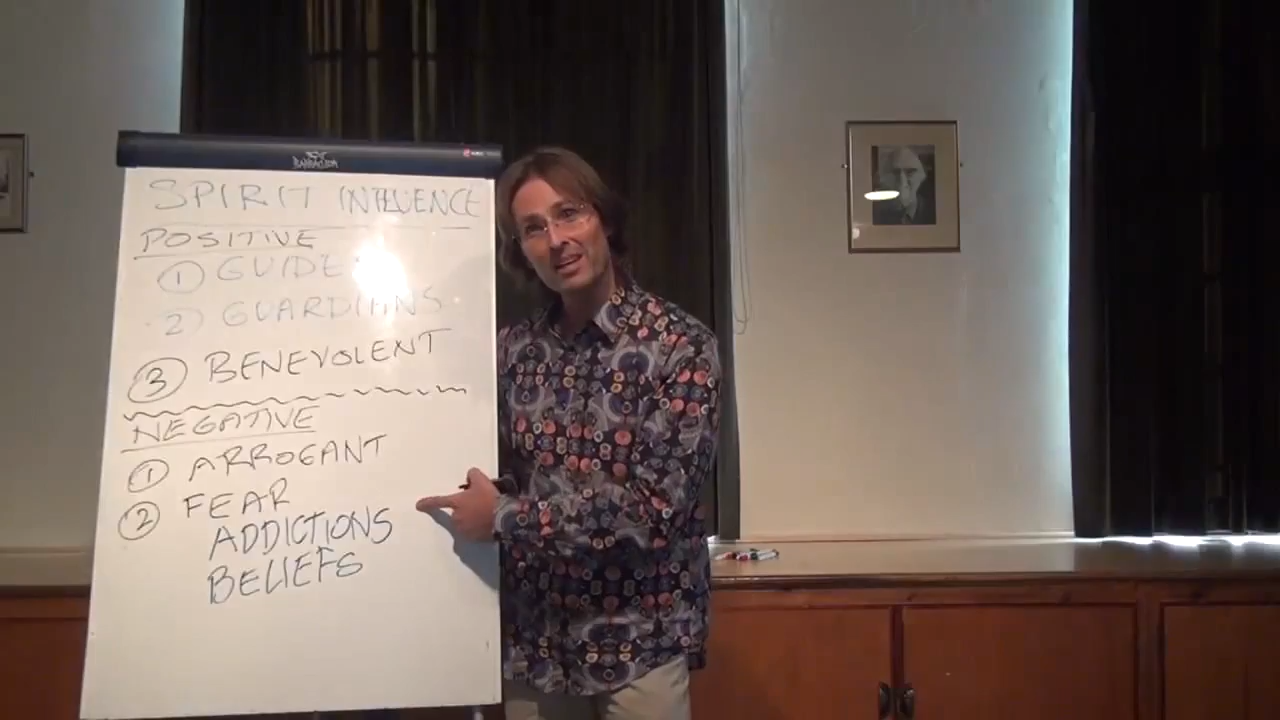 SPIRIT INFLUENCE
POSITIVE
1 GUIDES
2 GUARDIANS
3 BENEVOLENT
NEGATIVE
1 ARROGANT
2 FEAR
ADDICTIONS
BELIEFS